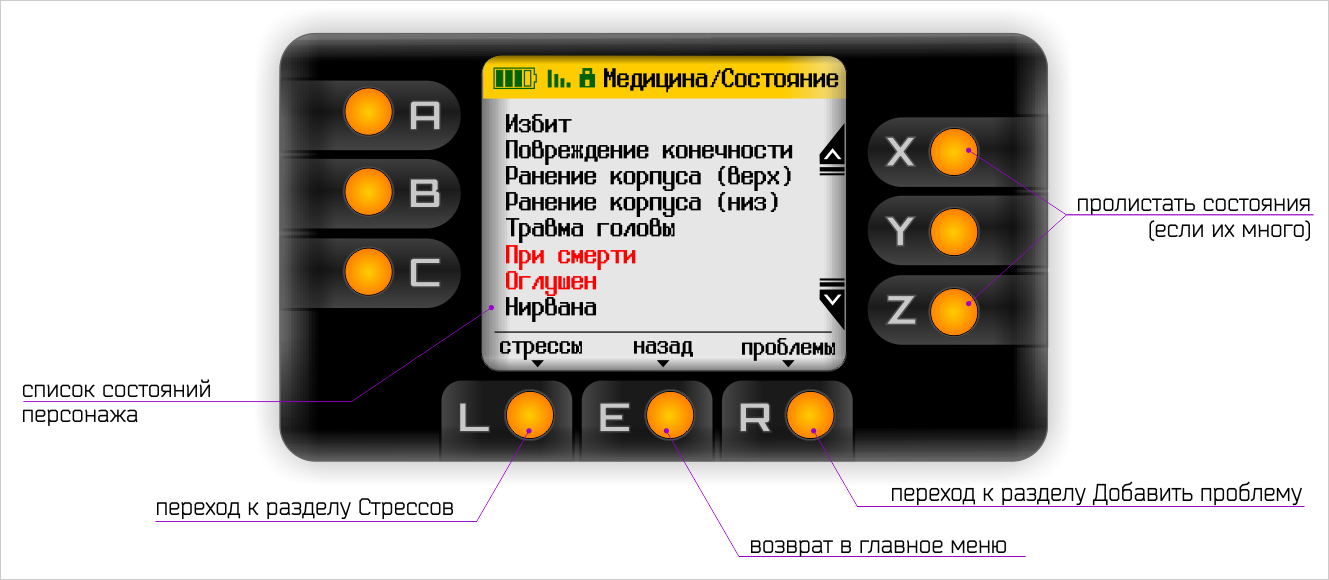 Медицина/Состояние
A
B
C
Избит
Повреждение конечности
Ранение корпуса (верх)
Ранение корпуса (низ)
Травма головы
При смерти
Оглушен
Нирвана
X
Y
Z
пролистать состояния
(если их много)
стрессы назад проблемы
список состояний
персонажа
L E R
переход к разделу Стрессов
переход к разделу Добавить проблему
возврат в главное меню